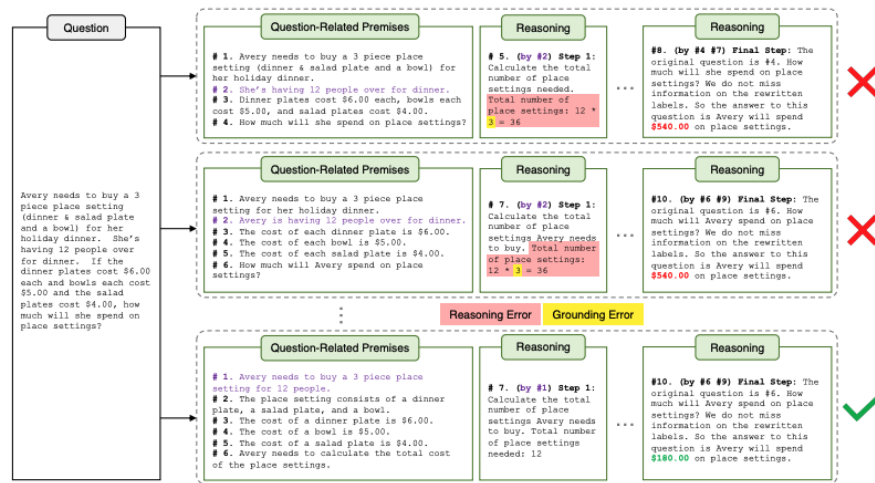 Question
Avery needs to buy a 3
piece place setting
(dinner & salad plate
and a bowl) for her
holiday dinner. She's
having 12 people over
for dinner. If the
dinner plates cost $6.00
each and bowls each cost
$5.00 and the salad
plates cost $4.00, how
much will she spend on
place settings?
Question-Related Premises
# 1. Avery needs to buy a 3 piece place
setting (dinner & salad plate and a bowl) for
her holiday dinner.
# 2. She's having 12 people over for dinner.
# 3. Dinner plates cost $6.00 each, bowls each
cost $5.00, and salad plates cost $4.00.
# 4. How much will she spend on place settings?
Reasoning
# 5. (by #2) Step 1:
Calculate the total
number of place
settings needed.
Total number of
place settings: 12 *
3 = 36
...
Reasoning
#8. (by #4 #7) Final Step: The
original question is #4. How
much will she spend on place
settings? We do not miss
information on the rewritten
labels. So the answer to this
question is Avery will spend
$540.00 on place settings.
Question-Related Premises
# 1. Avery needs to buy a 3 piece place
setting for her holiday dinner.
# 2. Avery is having 12 people over for dinner.
# 3. The cost of each dinner plate is $6.00.
# 4. The cost of each bowl is $5.00.
# 5. The cost of each salad plate is $4.00.
# 6. How much will Avery spend on place
settings?
Reasoning
# 7. (by #2) Step 1:
Calculate the total
number of place
settings Avery needs
to buy. Total number
of place settings:
12 * 3 = 36
...
Reasoning
#10. (by #6 #9) Final Step: The
original question is #6. How
much will Avery spend on place
settings? We do not miss
information on the rewritten
labels. So the answer to this
question is Avery will spend
$540.00 on place settings.
Reasoning Error
Grounding Error
Question-Related Premises
# 1. Avery needs to buy a 3 piece place
setting for 12 people.
# 2. The place setting consists of a dinner
plate, a salad plate, and a bowl.
# 3. The cost of a dinner plate is $6.00.
# 4. The cost of a bowl is $5.00.
# 5. The cost of a salad plate is $4.00.
# 6. Avery needs to calculate the total cost
of the place settings.
Reasoning
# 7. (by #1) Step 1:
Calculate the total
number of place
settings Avery needs
to buy. Total number
of place settings
needed: 12
...
Reasoning
#10. (by #6 #9) Final Step: The
original question is #6. How
much will Avery spend on place
settings? We do not miss
information on the rewritten
labels. So the answer to this
question is Avery will spend
$180.00 on place settings.